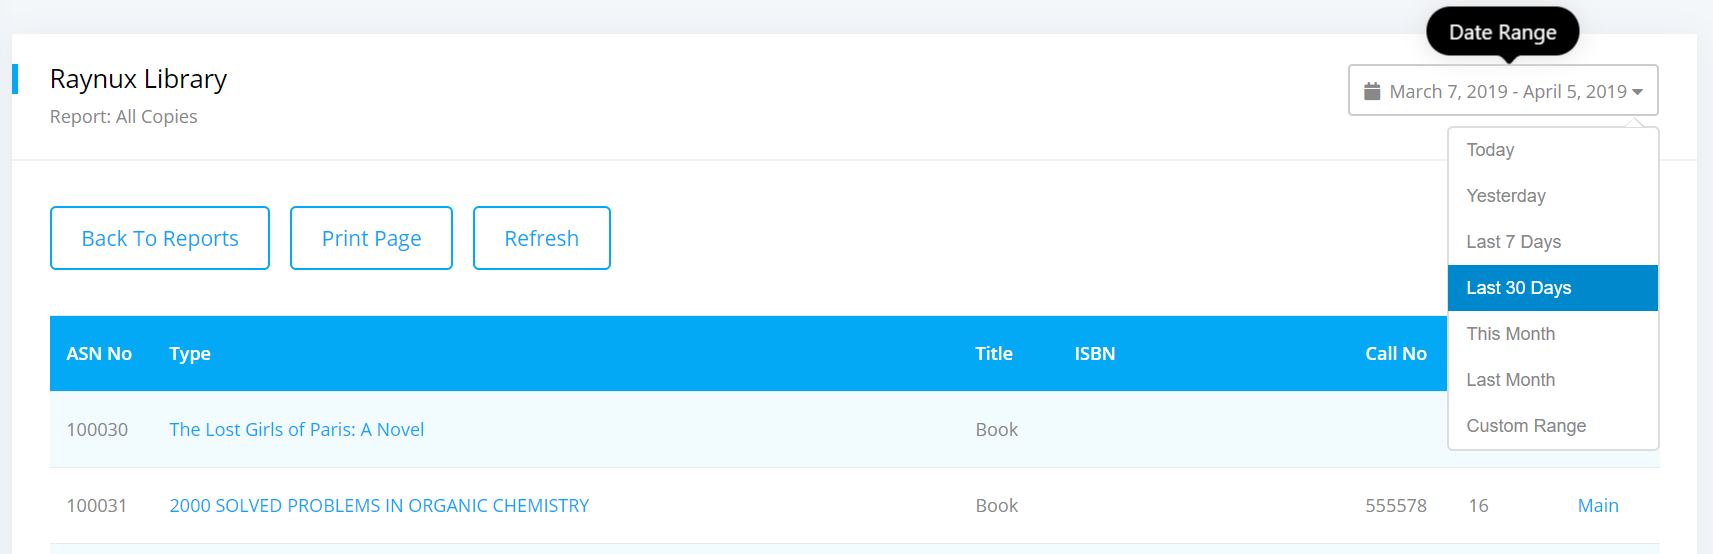 Date Range
Raynux Library
March 7, 2019 - April 5, 2019
Report: All Copies
Today
Yesterday
Last 7 Days
Last 30 Days
This Month
Last Month
Custom Range
Back To Reports Print Page Refresh
ASN No Type Title ISBN Call No
100030 The Lost Girls of Paris: A Novel Book
100031 2000 SOLVED PROBLEMS IN ORGANIC CHEMISTRY Book 555578 16 Main